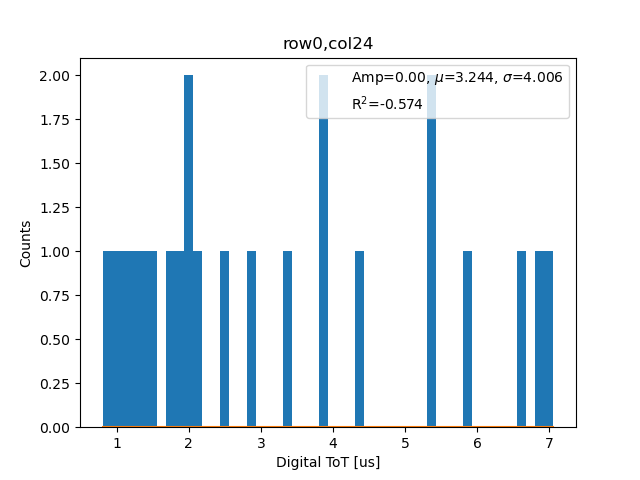 row0,col24
Amp=0.00, μ=3.244, σ=4.006
R²=-0.574
2.00
1.75
1.50
1.25
1.00
0.75
0.50
0.25
0.00
Counts
1 2 3 4 5 6 7
Digital ToT [us]